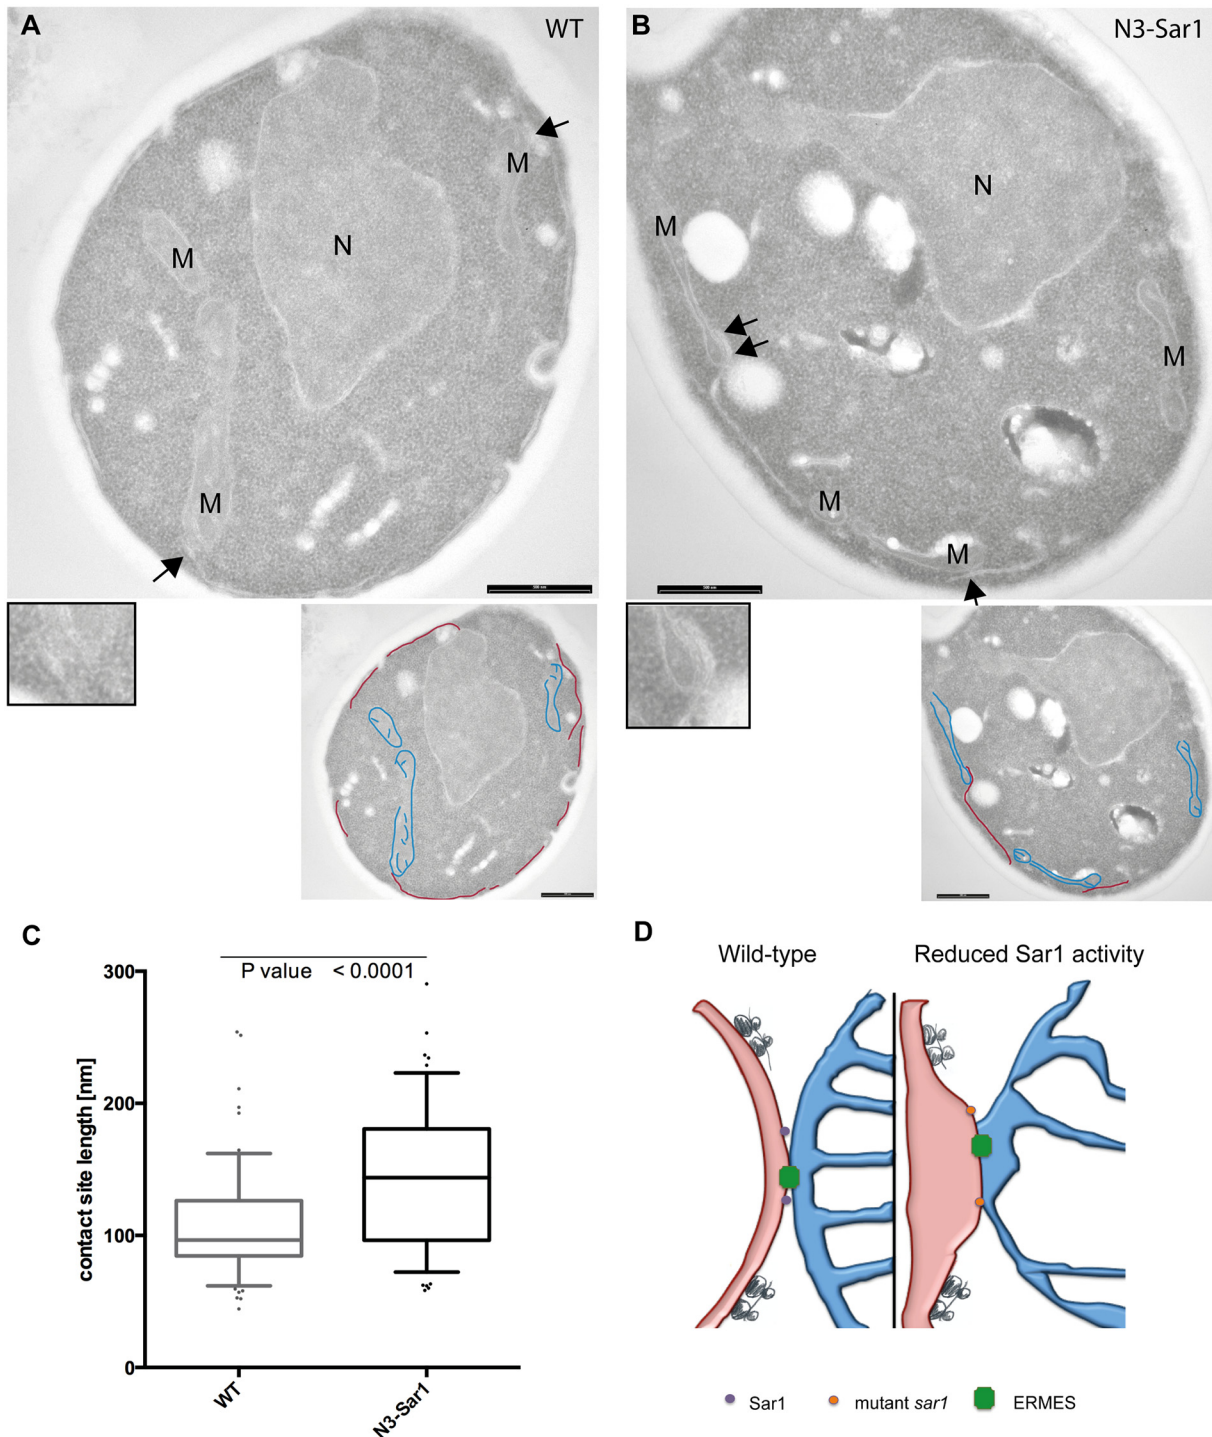 A
WT
M
N
M
M
B
N3-Sar1
N
M
M
M
M
C
P value < 0.0001
contact site length [nm]
300
200
100
0
WT
N3-Sar1
D
Wild-type
Reduced Sar1 activity
Sar1
mutant sar1
ERMES